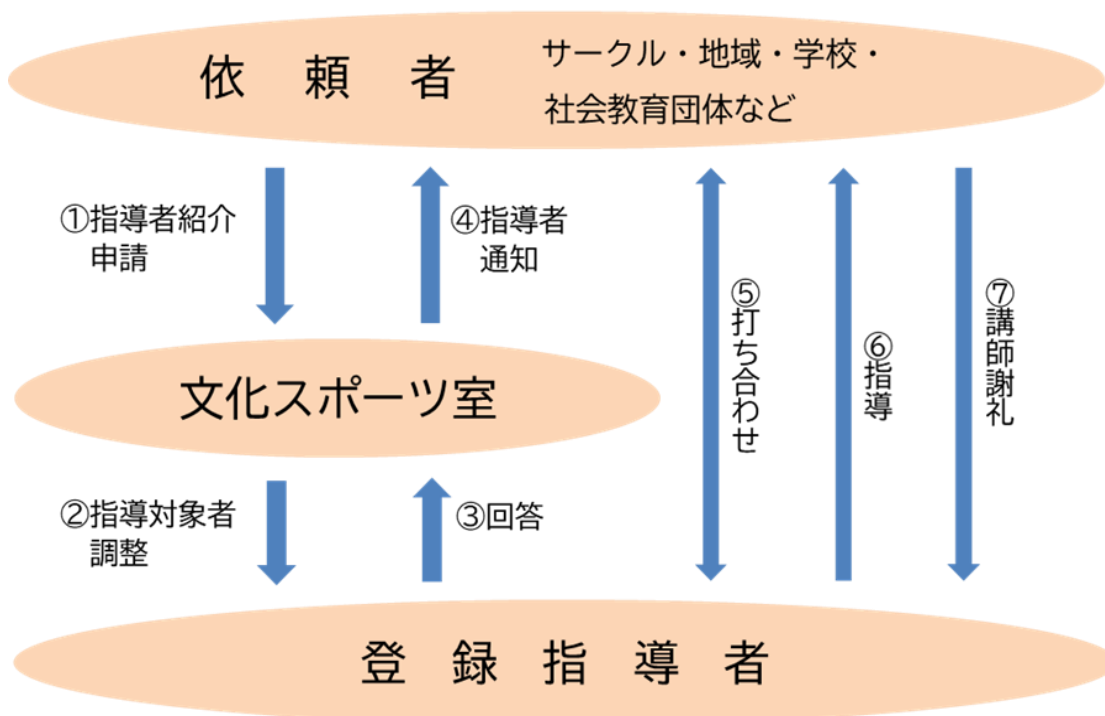 依頼者
サークル・地域・学校・
社会教育団体など
①指導者紹介
申請
④指導者
通知
⑤打ち合わせ
⑥指導
⑦講師謝礼
文化スポーツ室
②指導対象者
調整
③回答
登録指導者